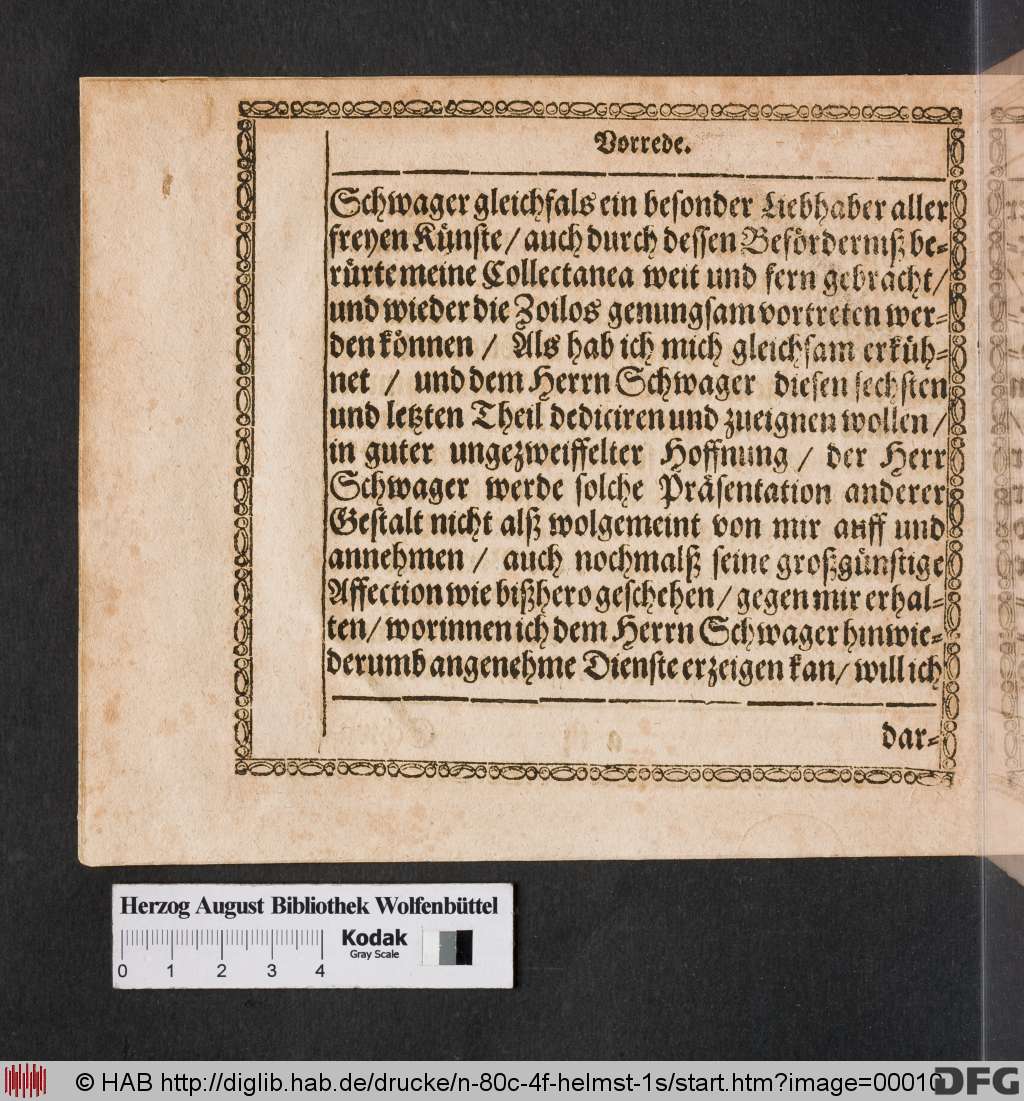 Vorrede.
Schwager gleichfals ein besonder Liebhaber aller
freyen Künste / auch durch dessen Beförderniß be-
rürte meine Collectanea weit und fern gebracht /
und wieder die Zoilos genungsam vortreten wer-
den können / Als hab ich mich gleichsam erküh-
net / und dem Herrn Schwager diesen sechsten
und letzten Theil dediciren und zueignen wollen /
in guter ungezweiffelter Hoffnung / der Herr
Schwager werde solche Präsentation anderer
Gestalt nicht alß wolgemeint von mir auff und
annehmen / auch nochmalß seine großgünstige
Affection wie bißhero geschehen / gegen mir erhal-
ten / worinnen ich dem Herrn Schwager hinwie-
derumb angenehme Dienste erzeigen kan / will ich
dar-
Herzog August Bibliothek Wolfenbüttel
Kodak
Gray Scale
0 1 2 3 4
© HAB http://diglib.hab.de/drucke/n-80c-4f-helmst-1s/start.htm?image=00010
DFG